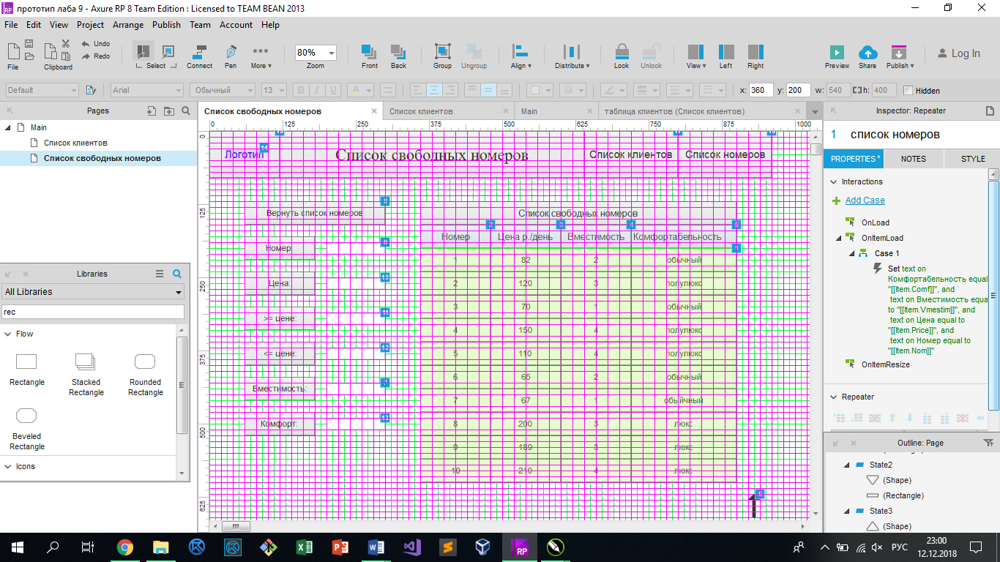 прототип лаба 9 - Axure RP 8 Team Edition : Licensed to TEAM BEAN 2013
File Edit View Project Arrange Publish Team Account Help
Undo
Redo
80%
File Clipboard Select Connect Pen More Zoom Front Back Group Ungroup Align Distribute Lock Unlock View Left Right Preview Share Publish Log In
Default Arial Обычный 13 B I U A x: 360 y: 200 w: 540 h: 400 Hidden
Pages
Main
Список клиентов
Список свободных номеров
Список свободных номеров Список клиентов Main таблица клиентов (Список клиентов)
0 125 250 375 500 625 750 875 1000
0
125
250
375
500
625
Логотип Список свободных номеров Список клиентов Список номеров
Вернуть список номеров
Номер
Цена:
>= цене:
<= цене:
Вместимость:
Комфорт:
Список свободных номеров
Номер Цена р./день Вместимость Комфортабельность
1 82 2 обычный
2 120 3 полулюкс
3 70 1 обычный
4 150 4 полулюкс
5 110 4 полулюкс
6 65 2 обычный
7 67 1 обыйчный
8 200 3 люкс
9 189 3 люкс
10 210 4 люкс
Libraries
All Libraries
rec
Flow
Rectangle Stacked Rectangle Rounded Rectangle
Beveled Rectangle
Icons
Inspector: Repeater
1 список номеров
PROPERTIES * NOTES STYLE
Interactions
Add Case
OnLoad
OnItemLoad
Case 1
Set text on
Комфортабельность equal
"[[Item.Comf]]", and
text on Вместимость equa
to "[[Item.Vmestim]]", and
text on Цена equal to
"[[Item.Price]]", and
text on Номер equal to
"[[Item.Nom]]"
OnItemResize
Repeater
Outline: Page
State2
(Shape)
(Rectangle)
State3
(Shape)
РУС
23:00
12.12.2018